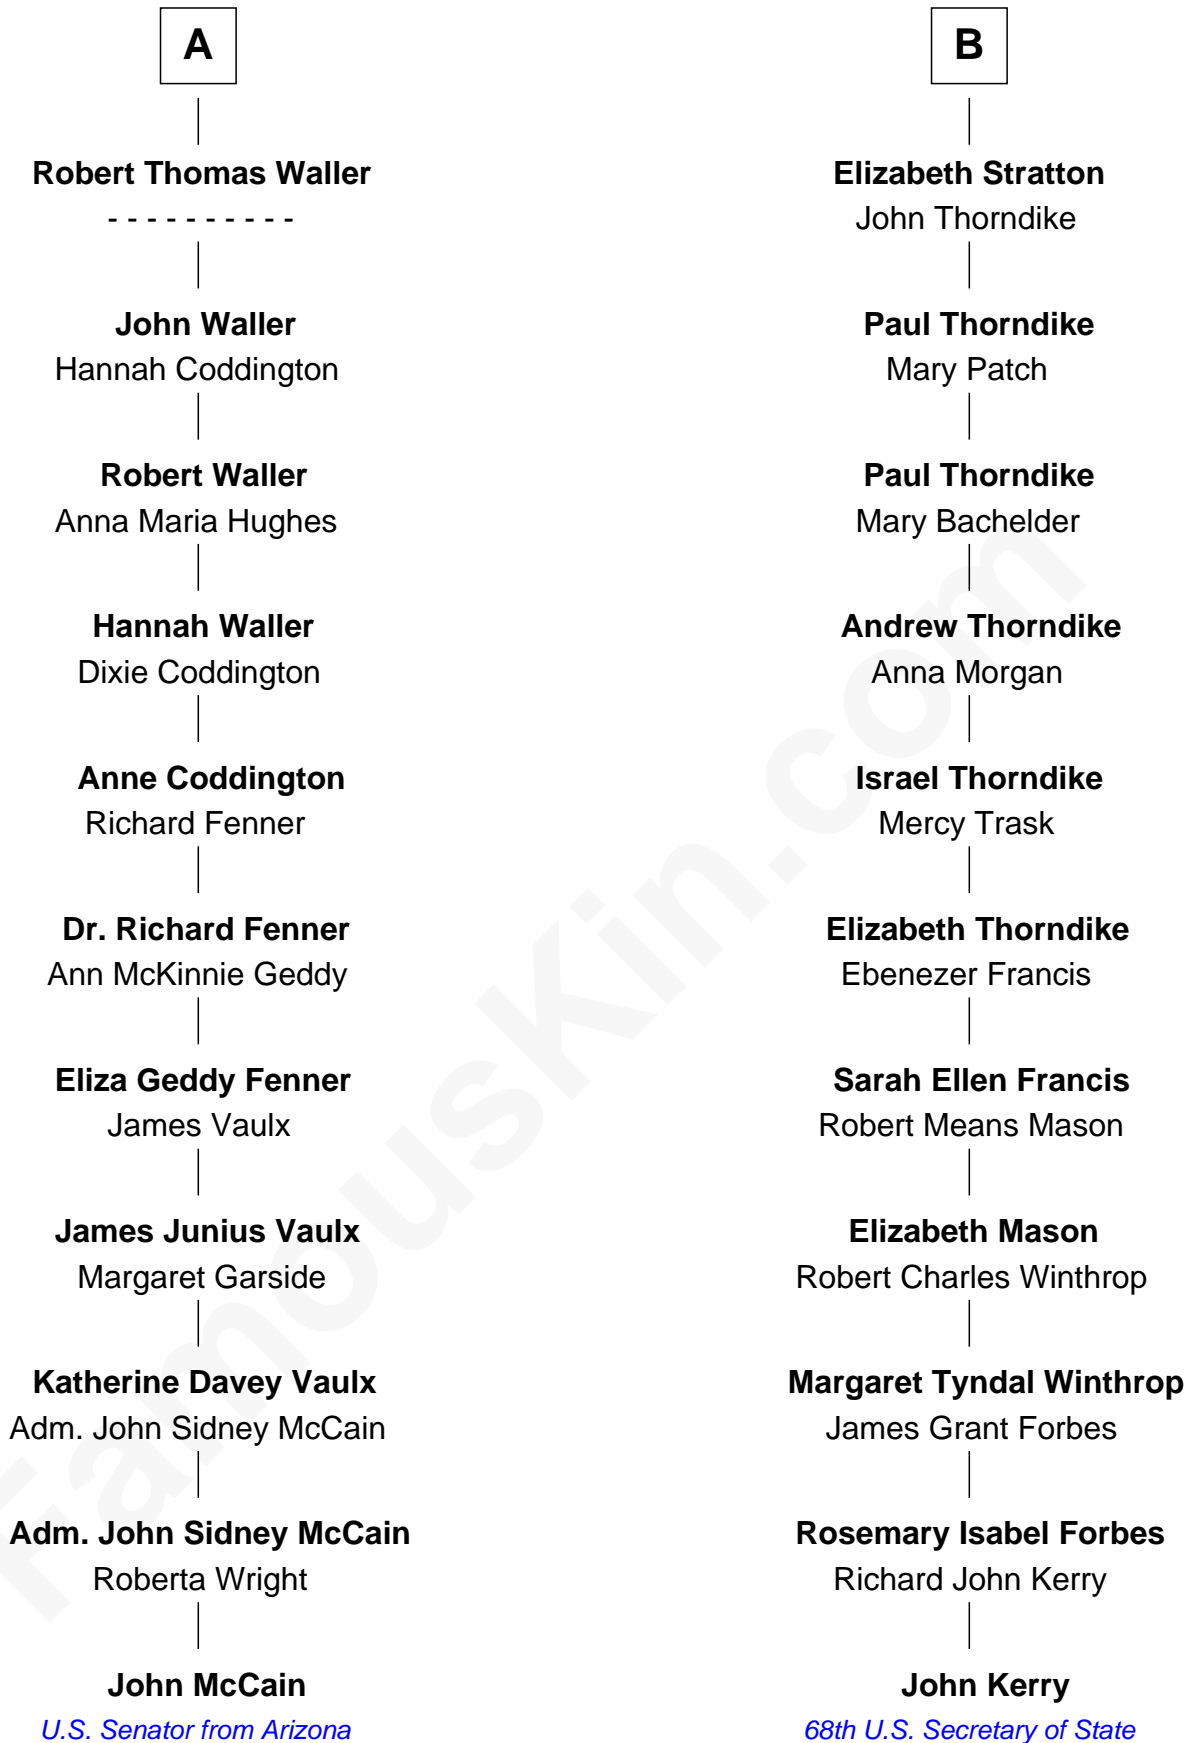 A
Robert Thomas Waller
- - - - - - - - - -
John Waller
Hannah Coddington
Robert Waller
Anna Maria Hughes
Hannah Waller
Dixie Coddington
Anne Coddington
Richard Fenner
Dr. Richard Fenner
Ann McKinnie Geddy
Eliza Geddy Fenner
James Vaulx
James Junius Vaulx
Margaret Garside
Katherine Davey Vaulx
Adm. John Sidney McCain
Adm. John Sidney McCain
Roberta Wright
John McCain
U.S. Senator from Arizona
B
Elizabeth Stratton
John Thorndike
Paul Thorndike
Mary Patch
Paul Thorndike
Mary Bachelder
Andrew Thorndike
Anna Morgan
Israel Thorndike
Mercy Trask
Elizabeth Thorndike
Ebenezer Francis
Sarah Ellen Francis
Robert Means Mason
Elizabeth Mason
Robert Charles Winthrop
Margaret Tyndal Winthrop
James Grant Forbes
Rosemary Isabel Forbes
Richard John Kerry
John Kerry
68th U.S. Secretary of State
FamousKin.com